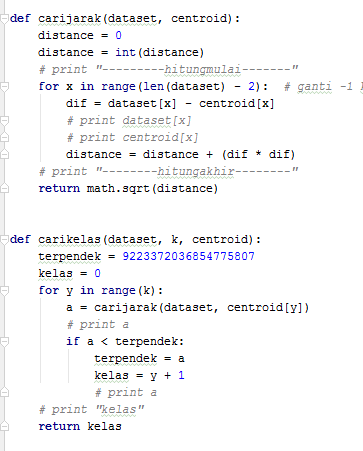 def carijarak(dataset, centroid):
    distance = 0
    distance = int(distance)
    # print "---------hitungmulai-------"
    for x in range(len(dataset) - 2):  # ganti -1
        dif = dataset[x] - centroid[x]
        # print dataset[x]
        # print centroid[x]
        distance = distance + (dif * dif)
    # print "--------hitungakhir--------"
    return math.sqrt(distance)
def carikelas(dataset, k, centroid):
    terpendek = 9223372036854775807
    kelas = 0
    for y in range(k):
        a = carijarak(dataset, centroid[y])
        # print a
        if a < terpendek:
            terpendek = a
            kelas = y + 1
            # print a
    # print "kelas"
    return kelas